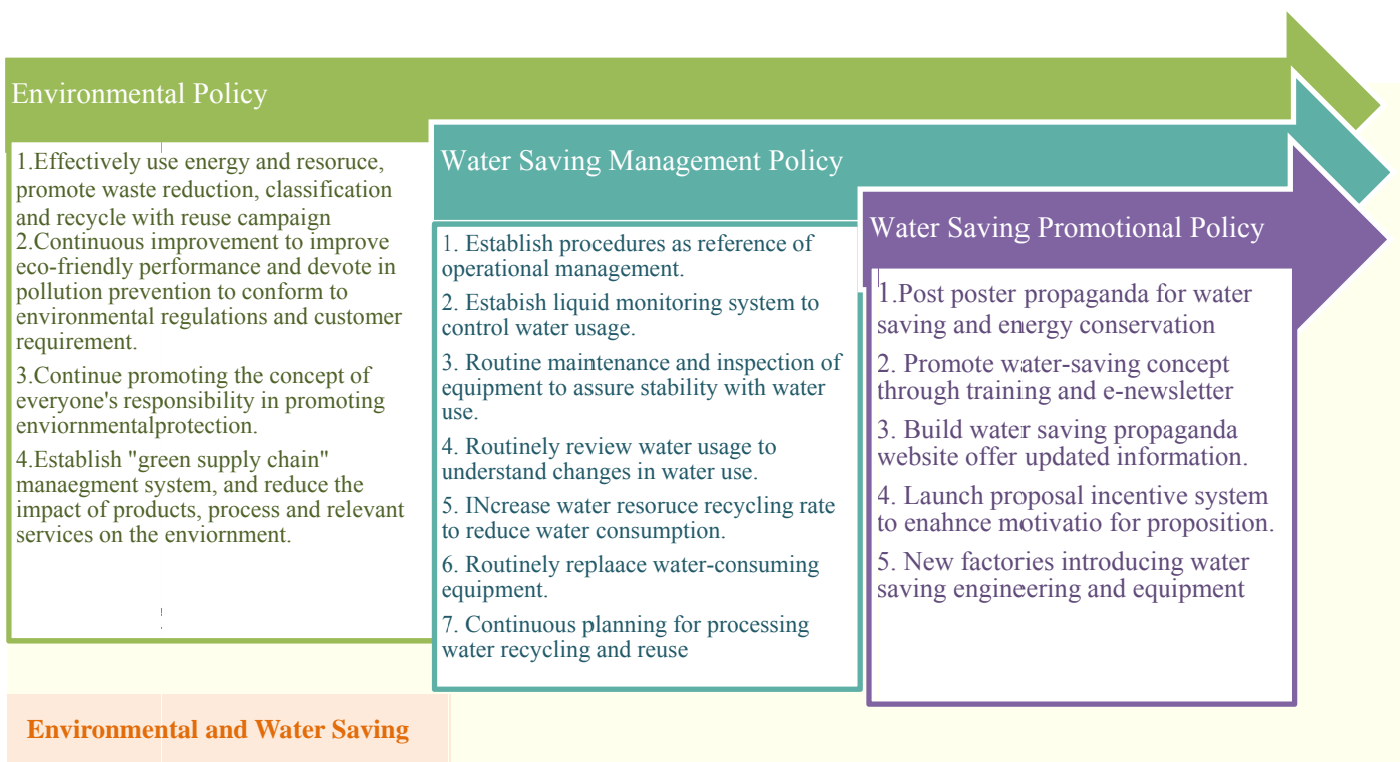 Environmental Policy
1.Effectively use energy and resoruce,
promote waste reduction, classification
and recycle with reuse campaign
2.Continuous improvement to improve
eco-friendly performance and devote in
pollution prevention to conform to
environmental regulations and customer
requirement.
3.Continue promoting the concept of
everyone's responsibility in promoting
enviornmentalprotection.
4.Establish "green supply chain"
manaegment system, and reduce the
impact of products, process and relevant
services on the enviornment.
Water Saving Management Policy
1. Establish procedures as reference of
operational management.
2. Estabish liquid monitoring system to
control water usage.
3. Routine maintenance and inspection of
equipment to assure stability with water
use.
4. Routinely review water usage to
understand changes in water use.
5. INcrease water resoruce recycling rate
to reduce water consumption.
6. Routinely replaace water-consuming
equipment.
7. Continuous planning for processing
water recycling and reuse
Water Saving Promotional Policy
1.Post poster propaganda for water
saving and energy conservation
2. Promote water-saving concept
through training and e-newsletter
3. Build water saving propaganda
website offer updated information.
4. Launch proposal incentive system
to enahnce motivatio for proposition.
5. New factories introducing water
saving engineering and equipment
Environmental and Water Saving